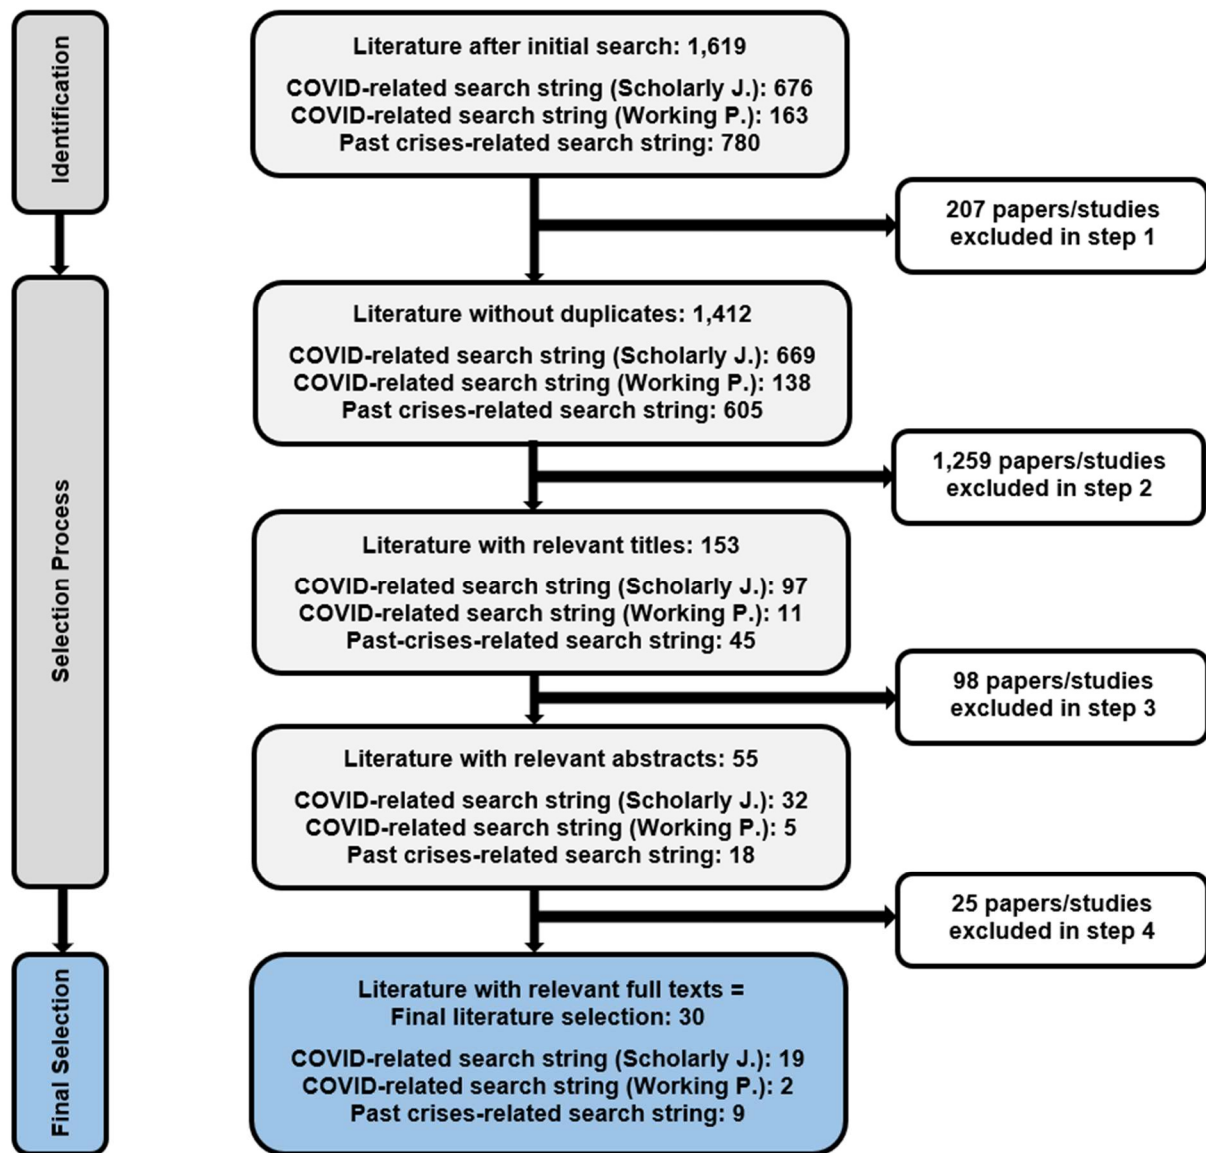 Identification
Literature after initial search: 1,619
COVID-related search string (Scholarly J.): 676
COVID-related search string (Working P.): 163
Past crises-related search string: 780
207 papers/studies
excluded in step 1
Selection Process
Literature without duplicates: 1,412
COVID-related search string (Scholarly J.): 669
COVID-related search string (Working P.): 138
Past crises-related search string: 605
1,259 papers/studies
excluded in step 2
Literature with relevant titles: 153
COVID-related search string (Scholarly J.): 97
COVID-related search string (Working P.): 11
Past-crises-related search string: 45
98 papers/studies
excluded in step 3
Literature with relevant abstracts: 55
COVID-related search string (Scholarly J.): 32
COVID-related search string (Working P.): 5
Past crises-related search string: 18
25 papers/studies
excluded in step 4
Final Selection
Literature with relevant full texts =
Final literature selection: 30
COVID-related search string (Scholarly J.): 19
COVID-related search string (Working P.): 2
Past crises-related search string: 9